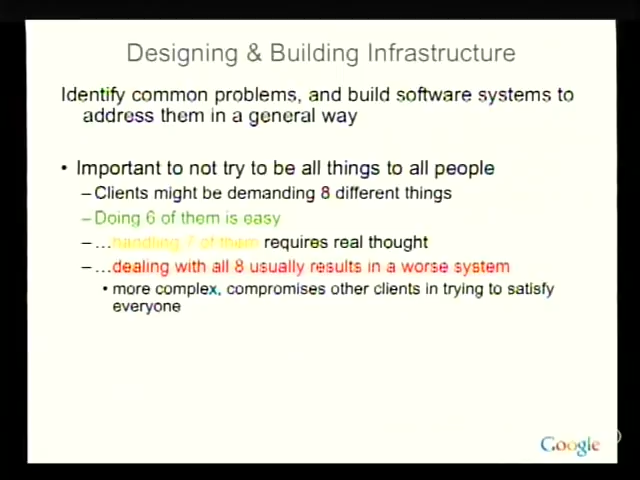 Designing & Building Infrastructure
Identify common problems, and build software systems to
address them in a general way
• Important to not try to be all things to all people
– Clients might be demanding 8 different things
– Doing 6 of them is easy
– …handling 7 of them requires real thought
– …dealing with all 8 usually results in a worse system
• more complex, compromises other clients in trying to satisfy
everyone
Google